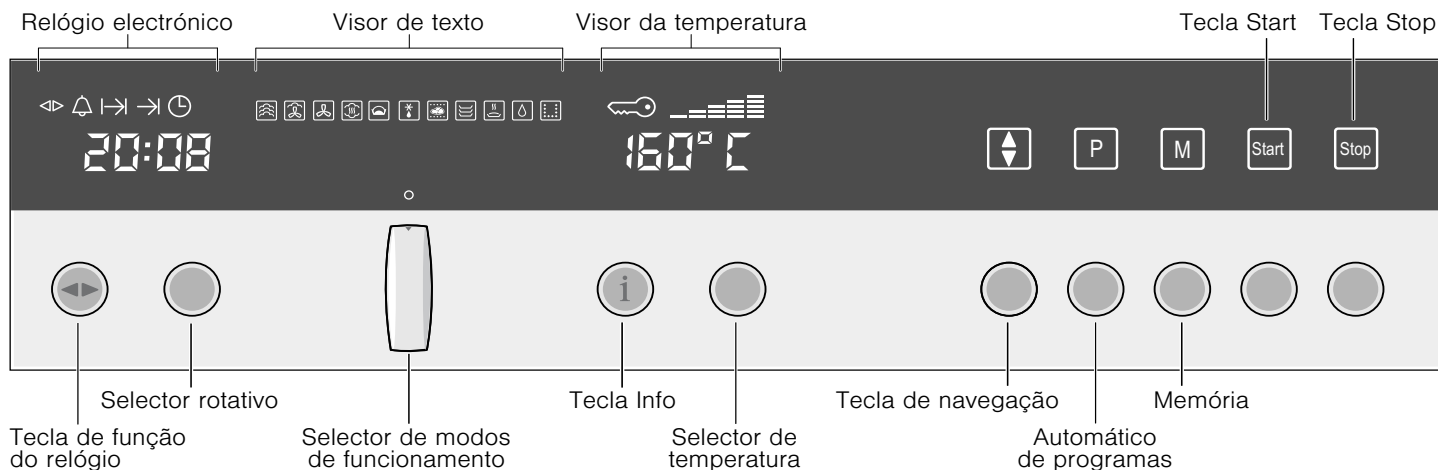 Relógio electrónico
Visor de texto
Visor da temperatura
Tecla Start
Tecla Stop
20:08
160°C
P
M
Start
Stop
i
Selector rotativo
Tecla Info
Tecla de navegação
Memória
Tecla de função
do relógio
Selector de modos
de funcionamento
Selector de
temperatura
Automático
de programas